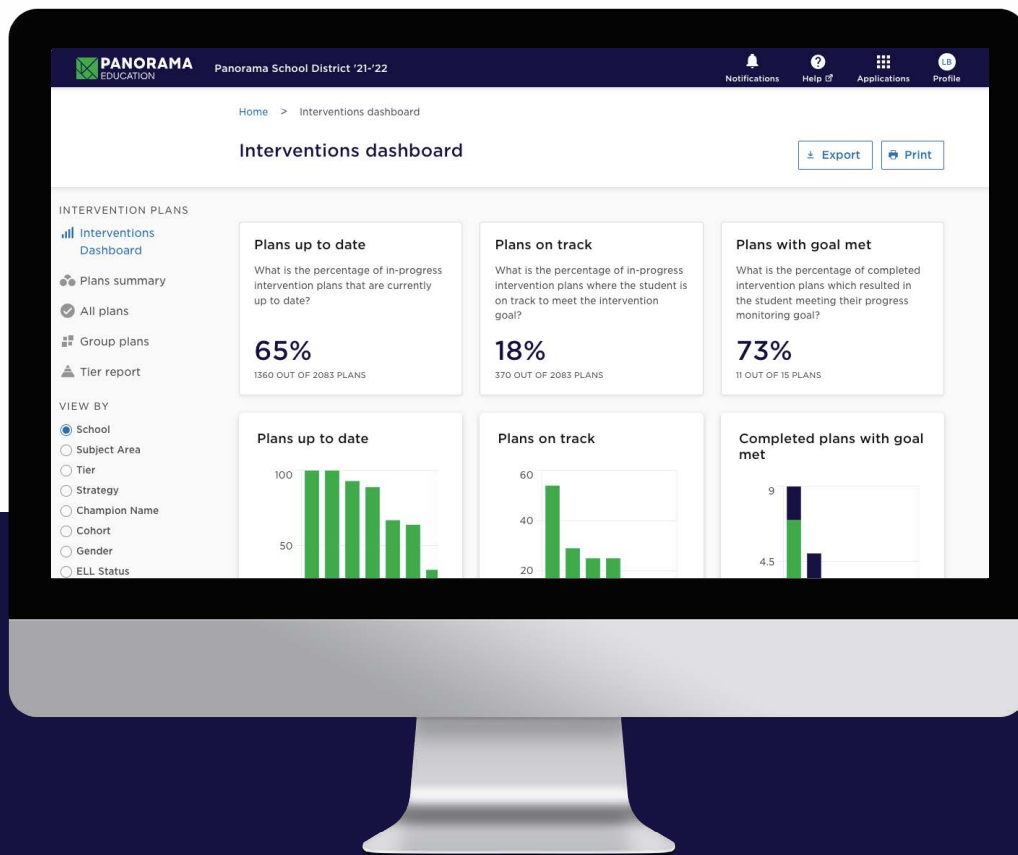 PANORAMA
EDUCATION
Panorama School District '21-'22
Notifications
Help
Applications
LB
Profile
Home > Interventions dashboard
Interventions dashboard
Export
Print
INTERVENTION PLANS
Interventions
Dashboard
Plans summary
All plans
Group plans
Tier report
VIEW BY
School
Subject Area
Tier
Strategy
Champion Name
Cohort
Gender
ELL Status
Plans up to date
What is the percentage of in-progress
intervention plans that are currently
up to date?
65%
1360 OUT OF 2083 PLANS
Plans on track
What is the percentage of in-progress
intervention plans where the student is
on track to meet the intervention
goal?
18%
370 OUT OF 2083 PLANS
Plans with goal met
What is the percentage of completed
intervention plans which resulted in
the student meeting their progress
monitoring goal?
73%
11 OUT OF 15 PLANS
Plans up to date
100
50
Plans on track
60
40
20
Completed plans with goal
met
9
4.5